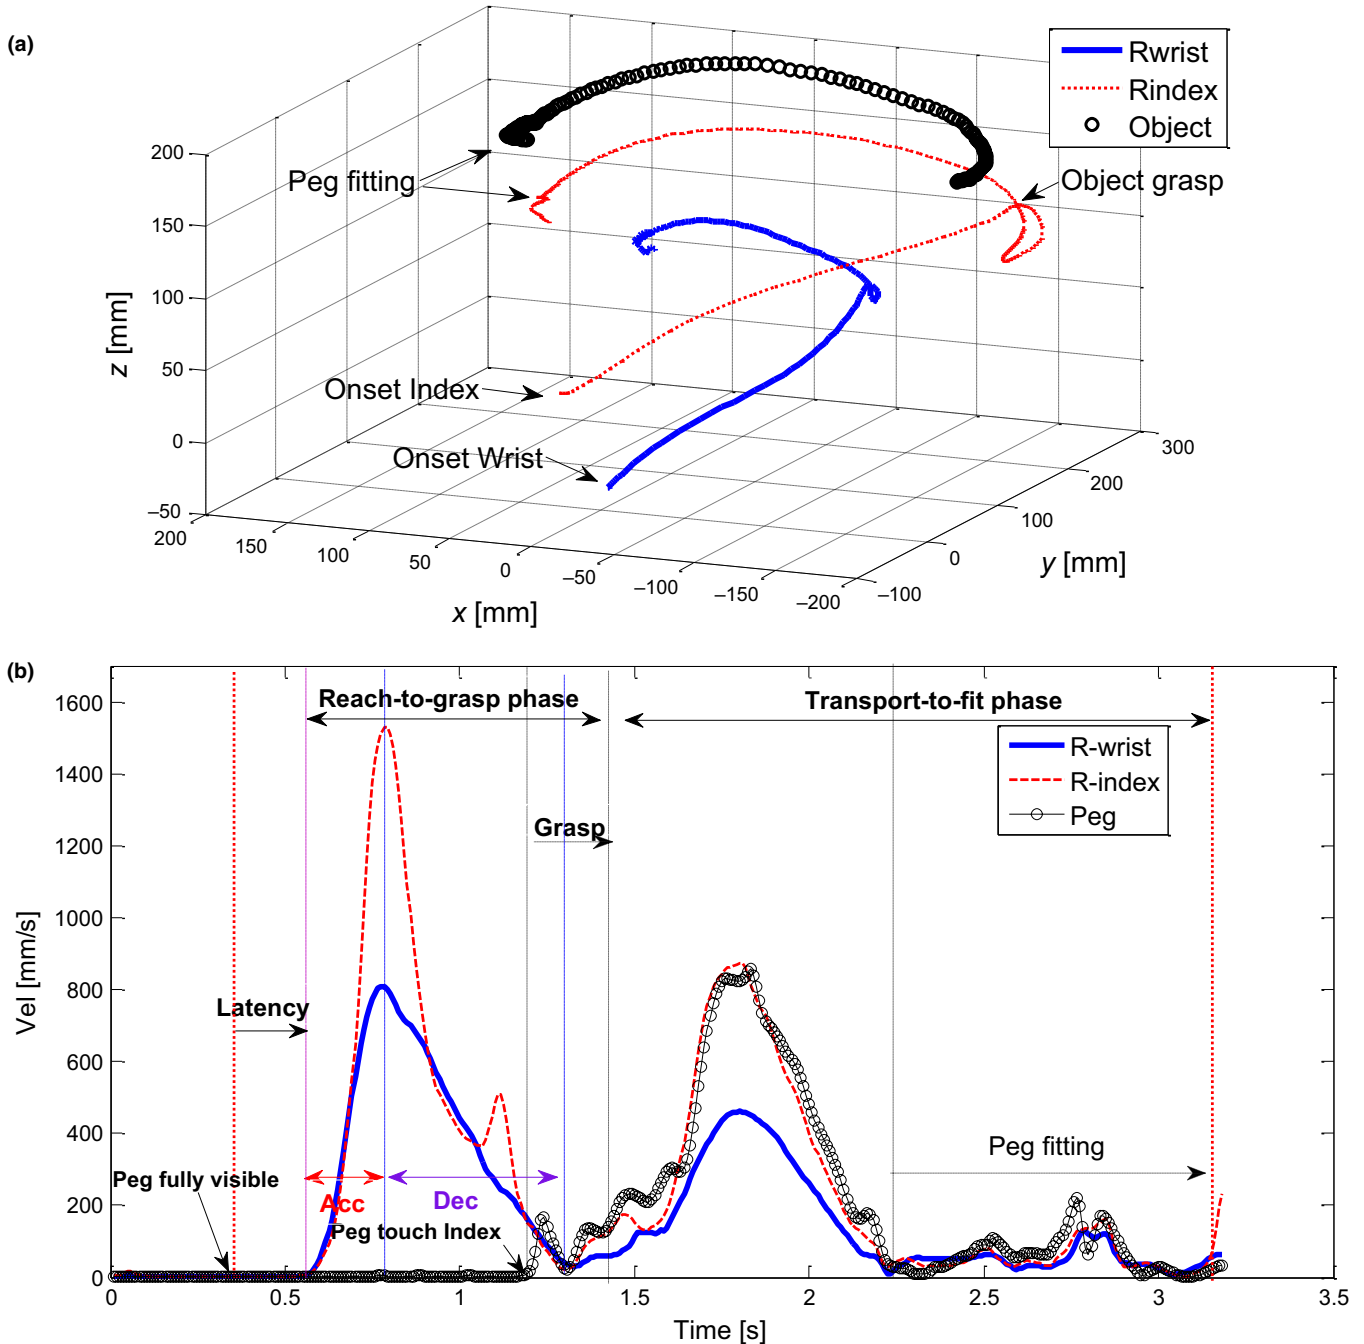 (a)
Rwrist
Rindex
Object
Peg fitting
Object grasp
Onset Index
Onset Wrist
z [mm]
200
150
100
50
0
–50
200
150
100
50
0
–50
–100
–150
–200
x [mm]
–100
0
100
200
300
y [mm]
(b)
Reach-to-grasp phase
Transport-to-fit phase
R-wrist
R-index
Peg
Grasp
Latency
Peg fitting
Peg fully visible
Acc
Dec
Peg touch Index
Vel [mm/s]
1600
1400
1200
1000
800
600
400
200
0
0
0.5
1
1.5
2
2.5
3
3.5
Time [s]